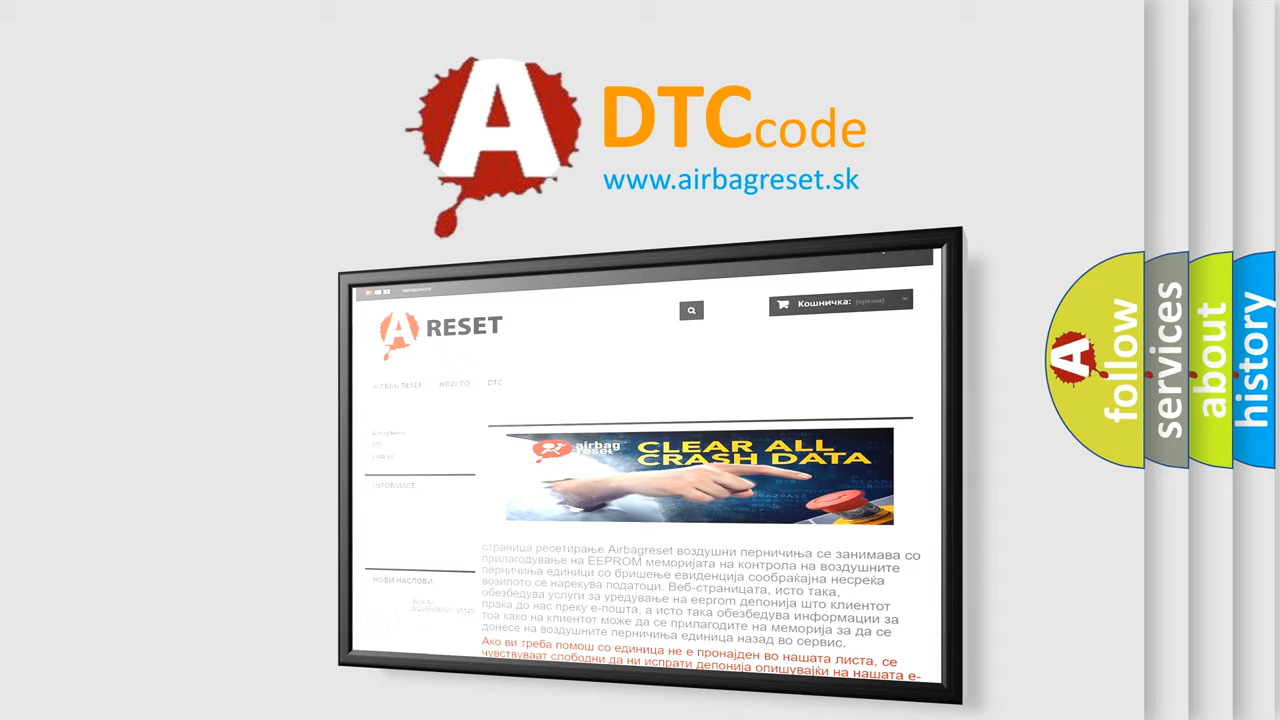 A
DTCcode
www.airbagreset.sk
A RESET
Кошничка: (празна)
AIRBAG RESET HOW TO DTC
INFORMACE
airbag
reset
CLEAR ALL
CRASH DATA
страница ресетирање Airbagreset воздушни перничиња се занимава со
прилагодување на EEPROM меморијата на контрола на воздушните
перничиња единици со бришење евиденција сообраќајна несреќа
возилото се нарекува податоци. Веб-страницата, исто така,
обезбедува услуги за уредување на eeprom депонија што клиентот
праќа до нас преку е-пошта, а исто така обезбедува информации за
тоа како на клиентот може да се прилагодите на меморија за да се
донесе на воздушните перничиња единица назад во сервис.
Ако ви треба помош со единица не е пронајден во нашата листа, се
чувствуваат слободни да ни испрати депонија опишувајќи на нашата е-
НОВИ НАСЛОВИ
A
follow
services
about
history